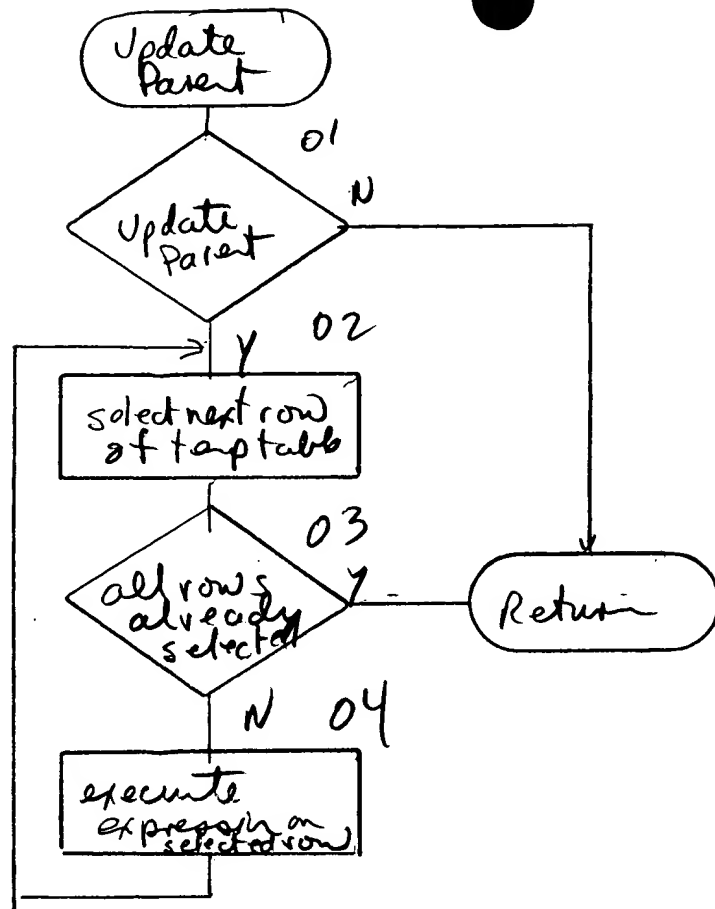 Update
Parent
01
N
Update
Parent
02
Y
select next row
of temp table
03
Y
all rows
already
selected
Return
N
04
execute
expression on
selected row